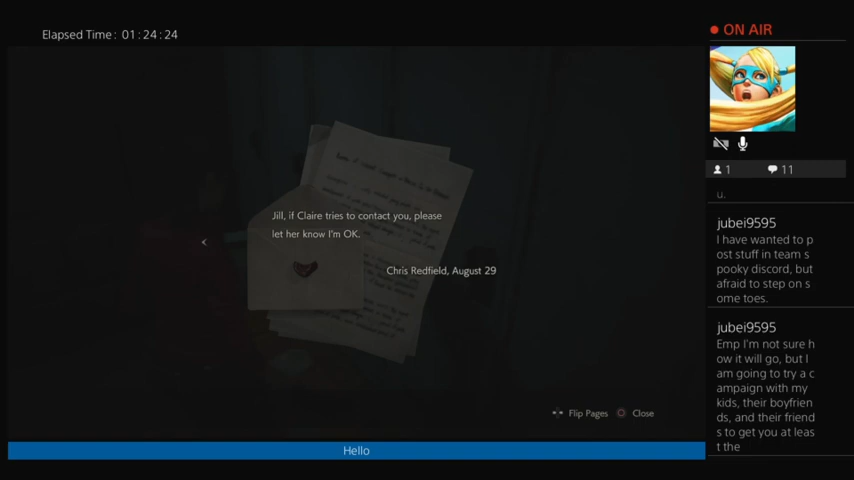 Elapsed Time: 01:24:24
ON AIR
1
11
u.
jubei9595
I have wanted to p
ost stuff in team s
pooky discord, but
afraid to step on s
ome toes.
jubei9595
Emp I'm not sure h
ow it will go, but I
am going to try a c
ampaign with my
kids, their boyfrien
ds, and their friend
s to get you at leas
t the
Jill, if Claire tries to contact you, please
let her know I'm OK.
Chris Redfield, August 29
Flip Pages
Close
Hello